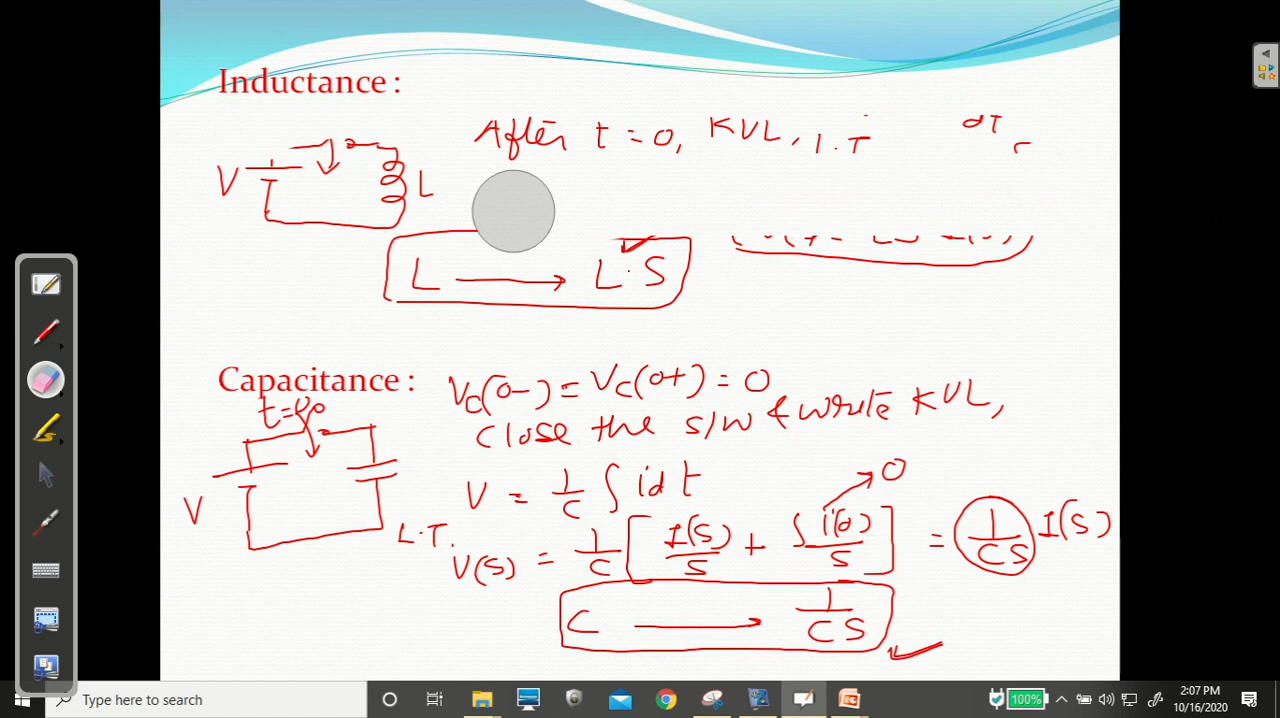 Inductance :
After t = 0, KVL, L.T
V
L
L → L.S
Capacitance :
Vc(0-) = Vc(0+) = 0
t=0
close the s/w & write KVL,
V = 1/C ∫ i d t
0
V
L.T.
V(S) = 1/C [ I(S)/S + ∫i(0)/S ] = 1/CS I(S)
C → 1/CS
Type here to search
100%
2:07 PM
10/16/2020